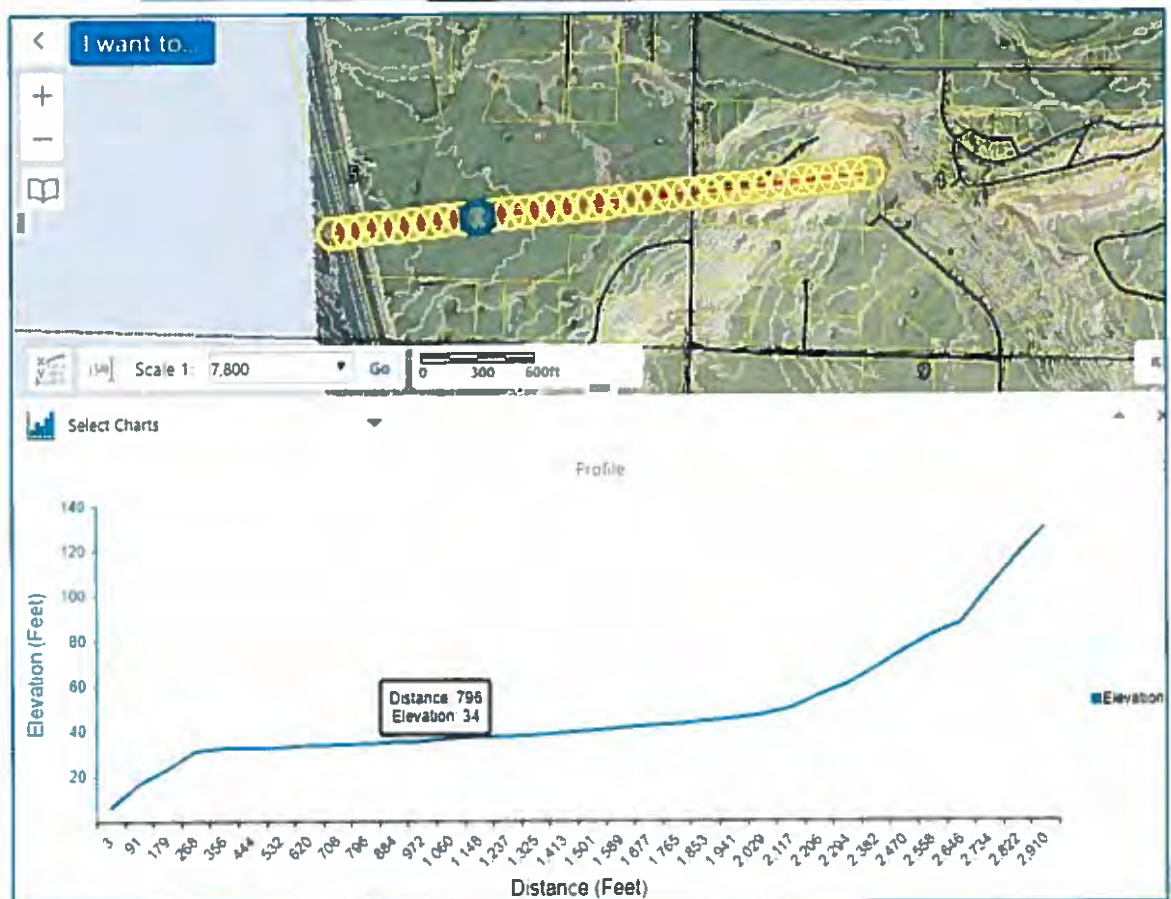 I want to...
5
4
Scale 1: 7,800 Go
0 300 600ft
9
Select Charts
Profile
140
120
100
80
60
40
20
Elevation (Feet)
Distance 796
Elevation 34
Elevation
3 91 179 268 356 444 532 620 708 796 884 972 1,060 1,148 1,237 1,325 1,413 1,501 1,589 1,677 1,765 1,853 1,941 2,029 2,117 2,206 2,294 2,382 2,470 2,558 2,646 2,734 2,822 2,910
Distance (Feet)